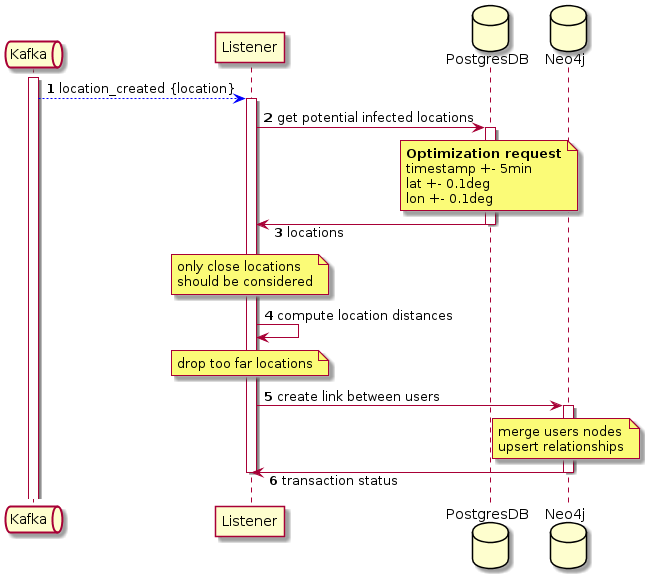 Kafka
Listener
PostgresDB
Neo4j
1 location_created {location}
2 get potential infected locations
Optimization request
timestamp +- 5min
lat +- 0.1deg
lon +- 0.1deg
3 locations
only close locations
should be considered
4 compute location distances
drop too far locations
5 create link between users
merge users nodes
upsert relationships
6 transaction status
Kafka
Listener
PostgresDB
Neo4j